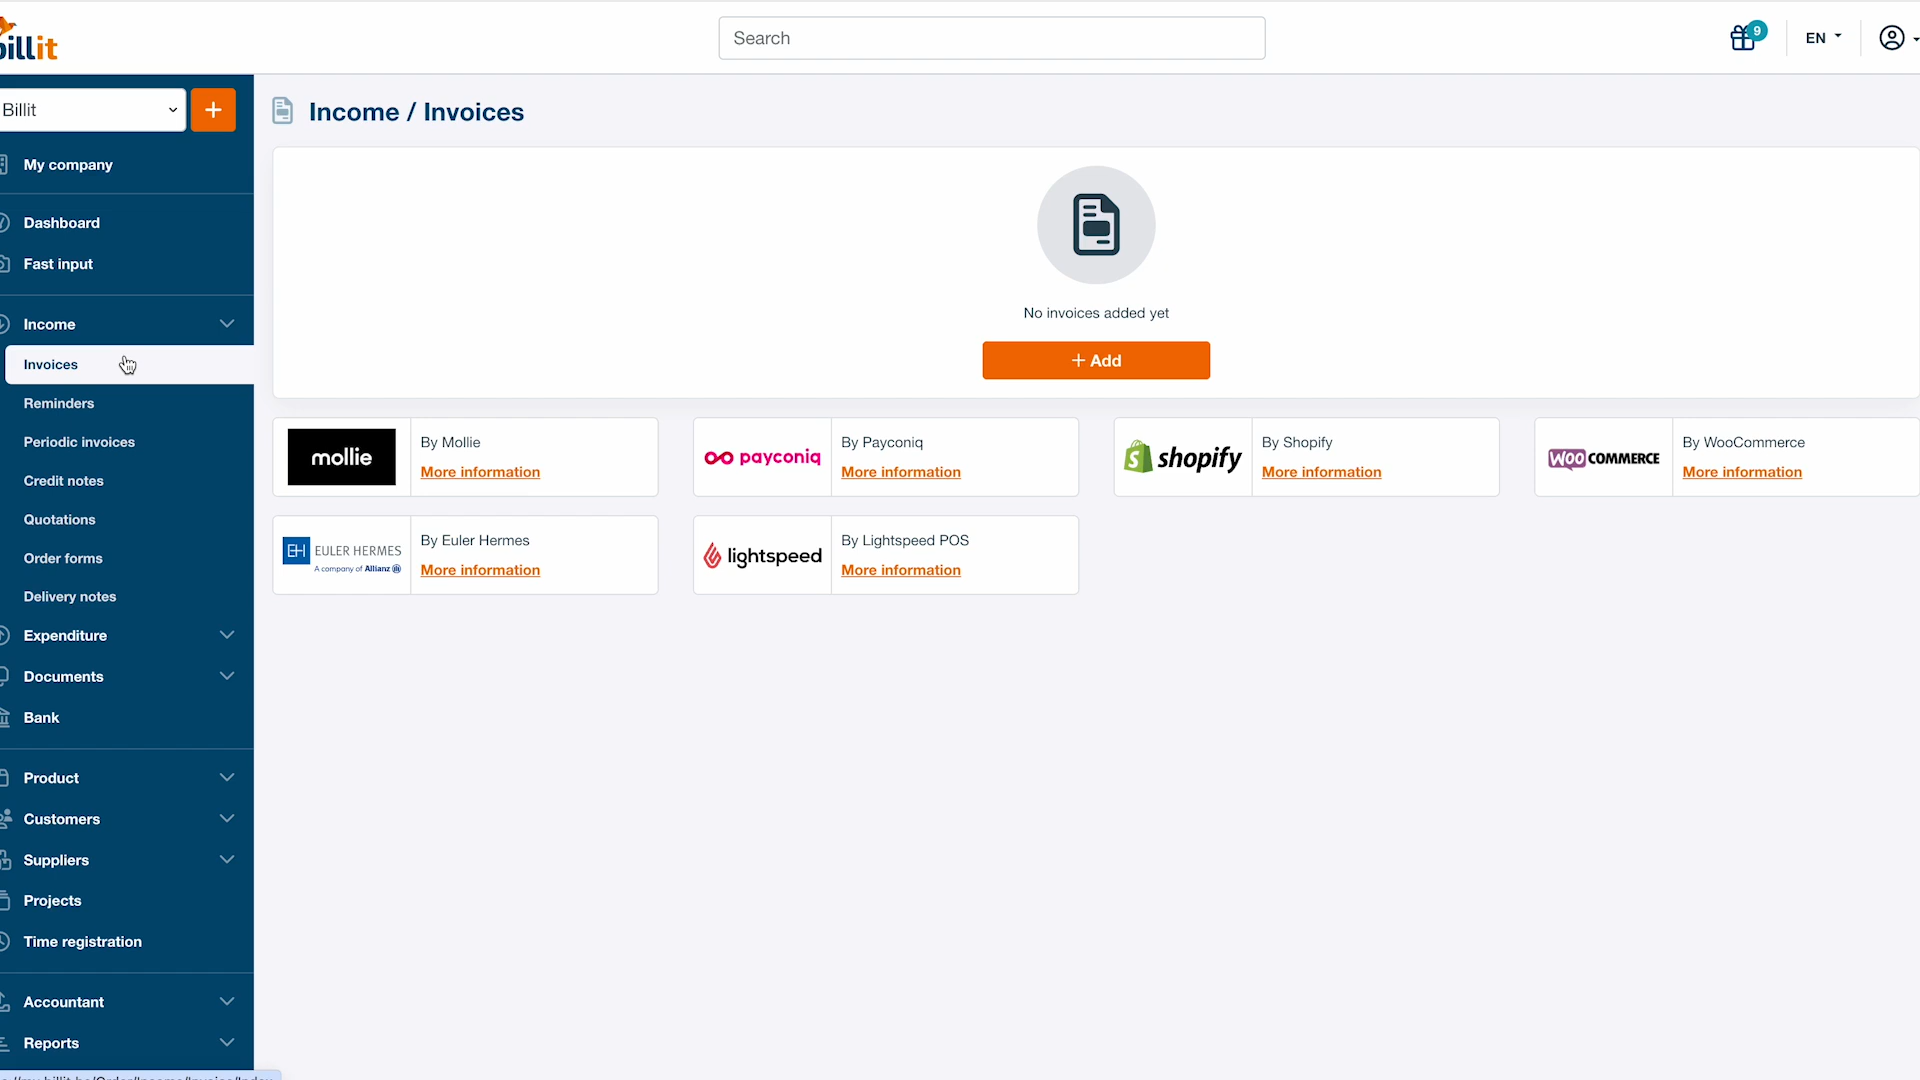 billit
Search
9
EN
Billit
+
Income / Invoices
My company
Dashboard
Fast input
Income
Invoices
Reminders
Periodic invoices
Credit notes
Quotations
Order forms
Delivery notes
Expenditure
Documents
Bank
Product
Customers
Suppliers
Projects
Time registration
Accountant
Reports
No invoices added yet
+ Add
mollie
By Mollie
More information
payconiq
By Payconiq
More information
shopify
By Shopify
More information
WOO COMMERCE
By WooCommerce
More information
EH EULER HERMES
A company of Allianz
By Euler Hermes
More information
lightspeed
By Lightspeed POS
More information